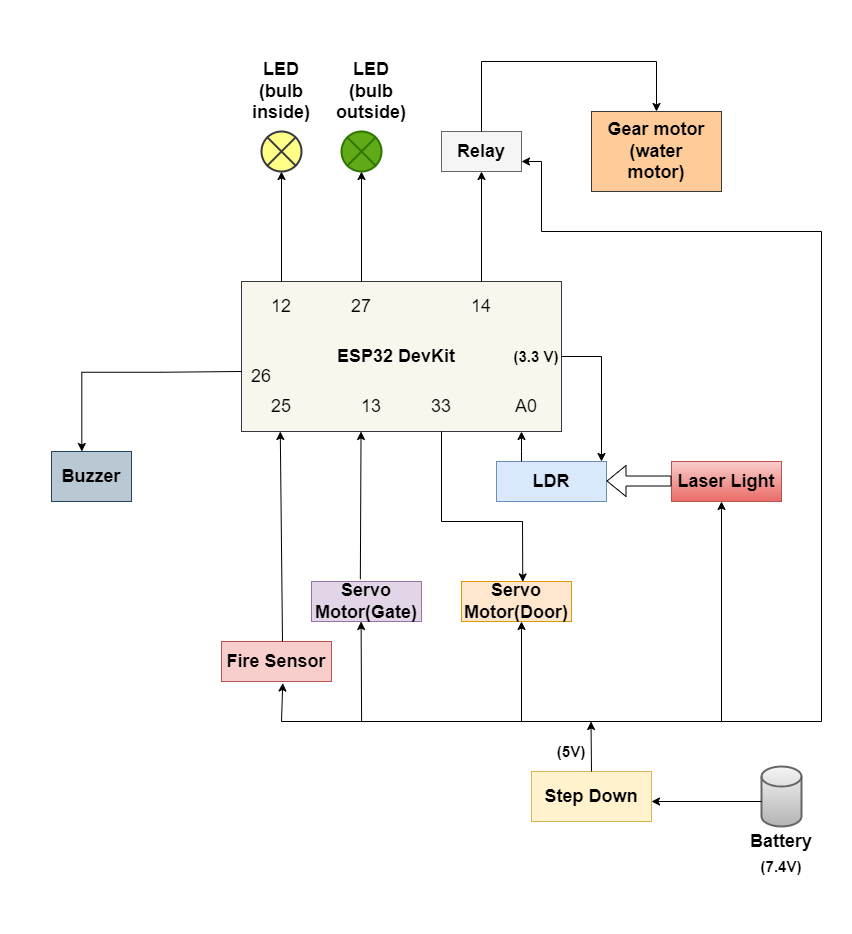 LED
(bulb
inside)
LED
(bulb
outside)
Relay
Gear motor
(water
motor)
12
27
14
ESP32 DevKit
(3.3 V)
26
25
13
33
A0
Buzzer
LDR
Laser Light
Servo
Motor(Gate)
Servo
Motor(Door)
Fire Sensor
(5V)
Step Down
Battery
(7.4V)